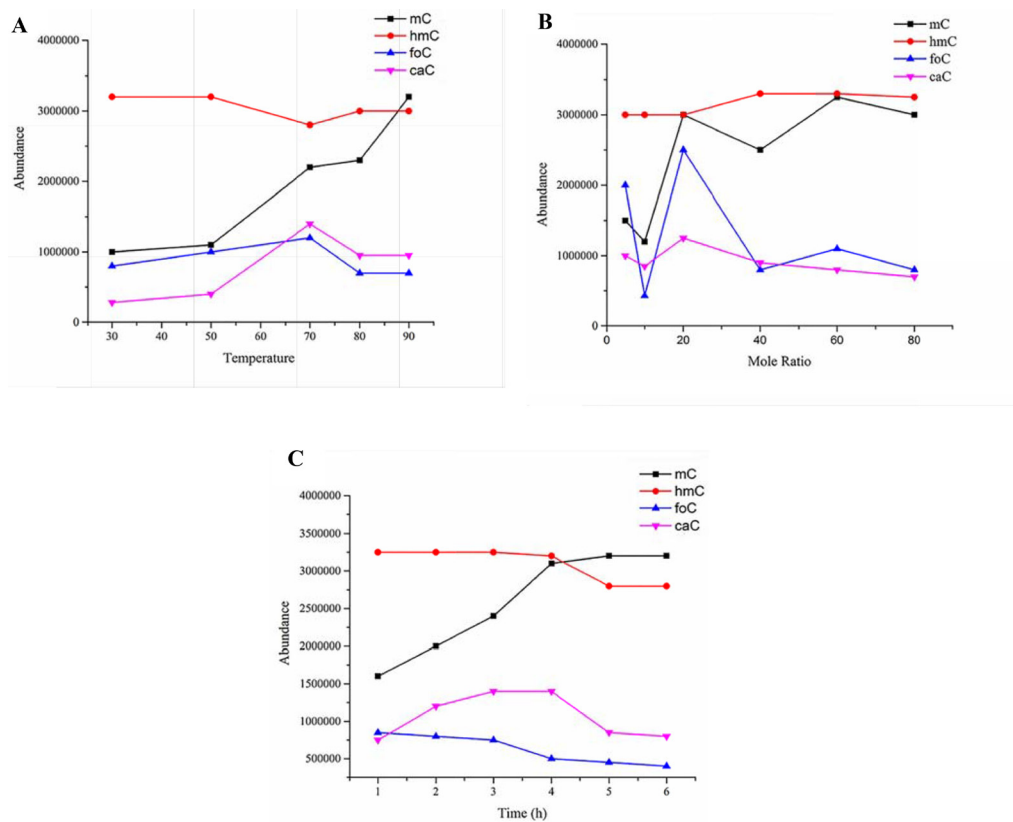 A
mC
hmC
foC
caC
4000000
3000000
2000000
1000000
0
Abundance
30 40 50 60 70 80 90
Temperature
B
mC
hmC
foC
caC
4000000
3000000
2000000
1000000
0
Abundance
0 20 40 60 80
Mole Ratio
C
mC
hmC
foC
caC
4000000
3500000
3000000
2500000
2000000
1500000
1000000
500000
Abundance
1 2 3 4 5 6
Time (h)